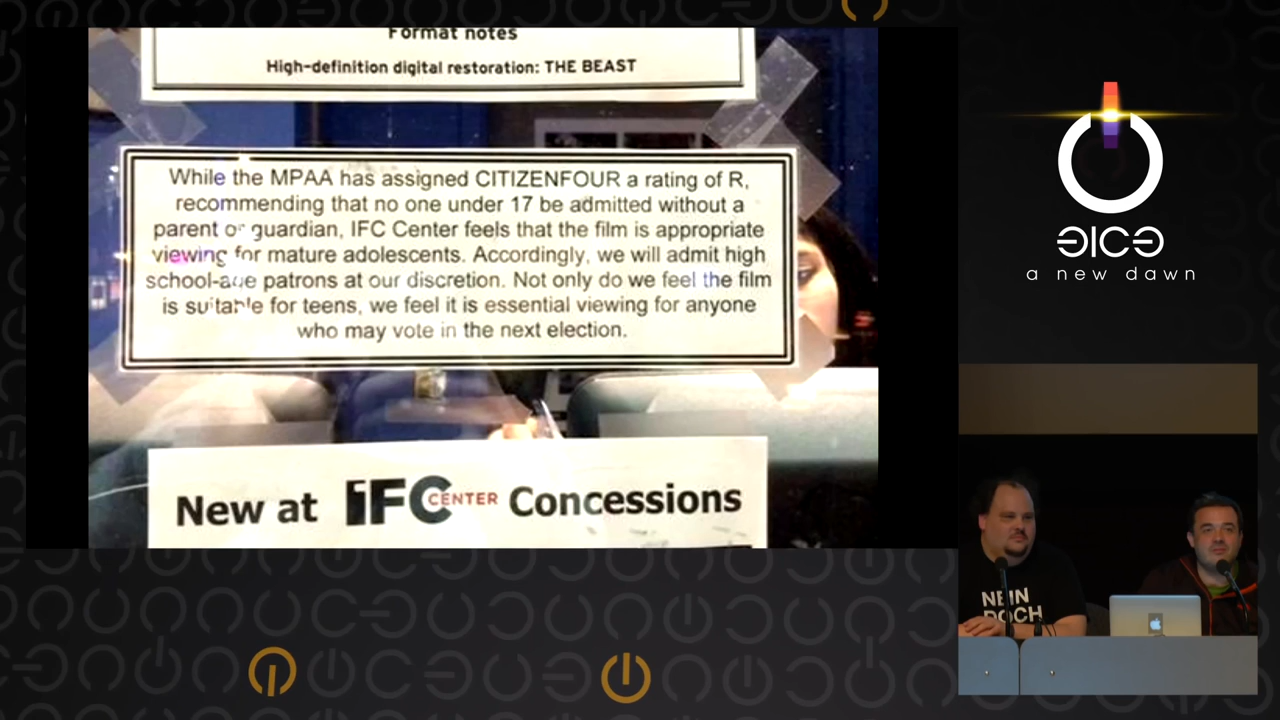 Format notes
High-definition digital restoration: THE BEAST
While the MPAA has assigned CITIZENFOUR a rating of R,
recommending that no one under 17 be admitted without a
parent or guardian, IFC Center feels that the film is appropriate
viewing for mature adolescents. Accordingly, we will admit high
school-age patrons at our discretion. Not only do we feel the film
is suitable for teens, we feel it is essential viewing for anyone
who may vote in the next election.
New at iFC CENTER Concessions
ƎICƎ
a new dawn
NEIN
DOCH